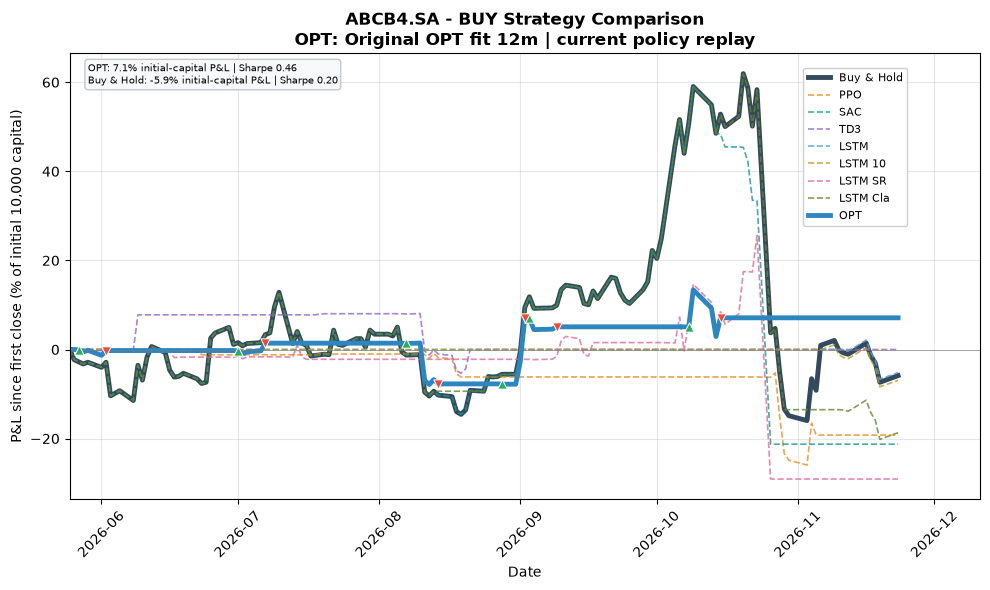 ABCB4.SA - BUY Strategy Comparison
OPT: Original OPT fit 12m | current policy replay
OPT: 7.1% initial-capital P&L | Sharpe 0.46
Buy & Hold: -5.9% initial-capital P&L | Sharpe 0.20
Buy & Hold
PPO
SAC
TD3
LSTM
LSTM 10
LSTM SR
LSTM Cla
OPT
P&L since first close (% of initial 10,000 capital)
60
40
20
0
−20
2026-06
2026-07
2026-08
2026-09
2026-10
2026-11
2026-12
Date